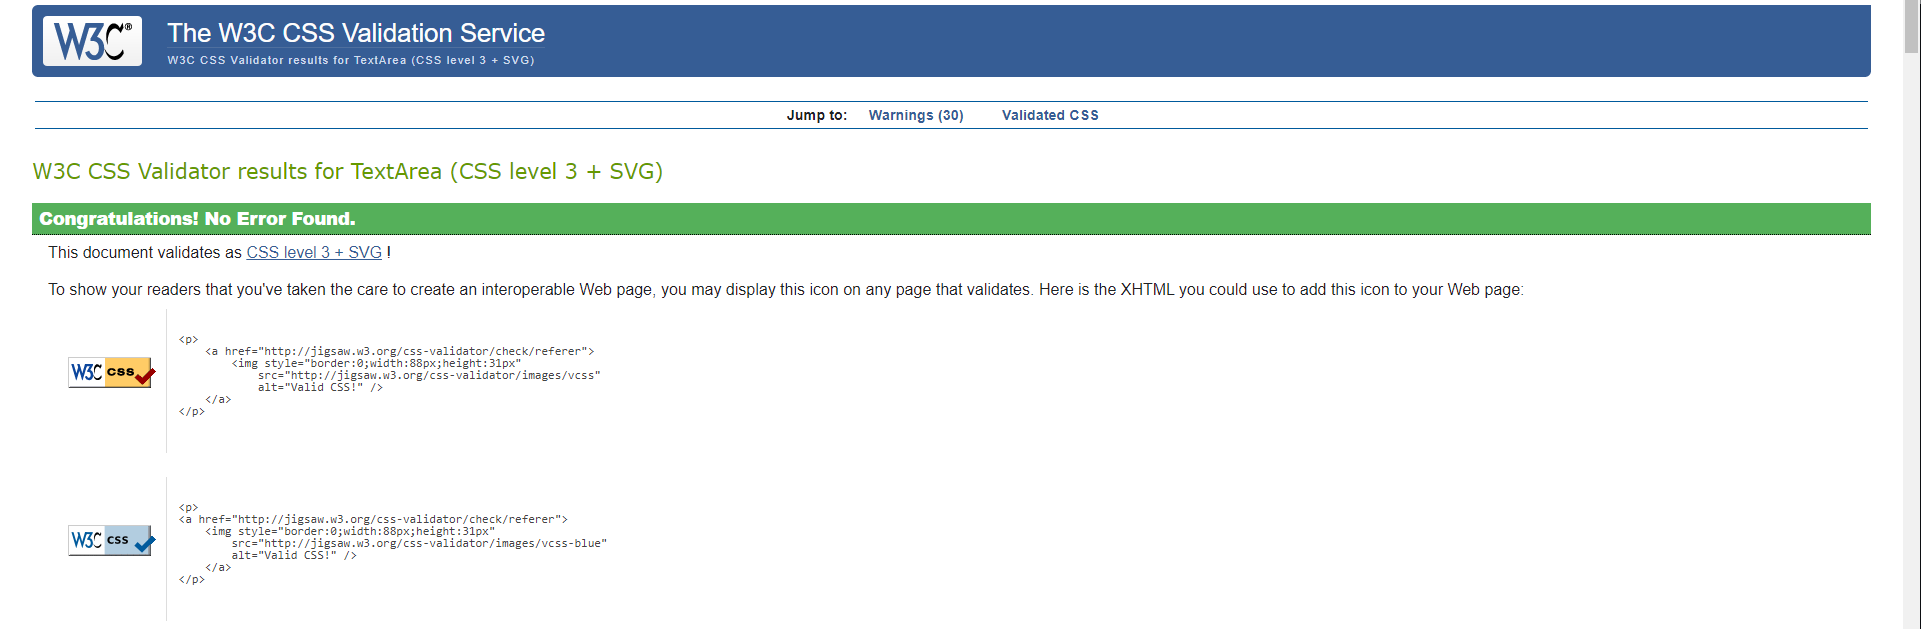 W3C®
The W3C CSS Validation Service
W3C CSS Validator results for TextArea (CSS level 3 + SVG)
Jump to: Warnings (30) Validated CSS
W3C CSS Validator results for TextArea (CSS level 3 + SVG)
Congratulations! No Error Found.
This document validates as CSS level 3 + SVG !
To show your readers that you've taken the care to create an interoperable Web page, you may display this icon on any page that validates. Here is the XHTML you could use to add this icon to your Web page:
W3C css
<p>
<a href="http://jigsaw.w3.org/css-validator/check/referer">
<img style="border:0;width:88px;height:31px"
src="http://jigsaw.w3.org/css-validator/images/vcss"
alt="Valid CSS!" />
</a>
</p>
W3C css
<p>
<a href="http://jigsaw.w3.org/css-validator/check/referer">
<img style="border:0;width:88px;height:31px"
src="http://jigsaw.w3.org/css-validator/images/vcss-blue"
alt="Valid CSS!" />
</a>
</p>